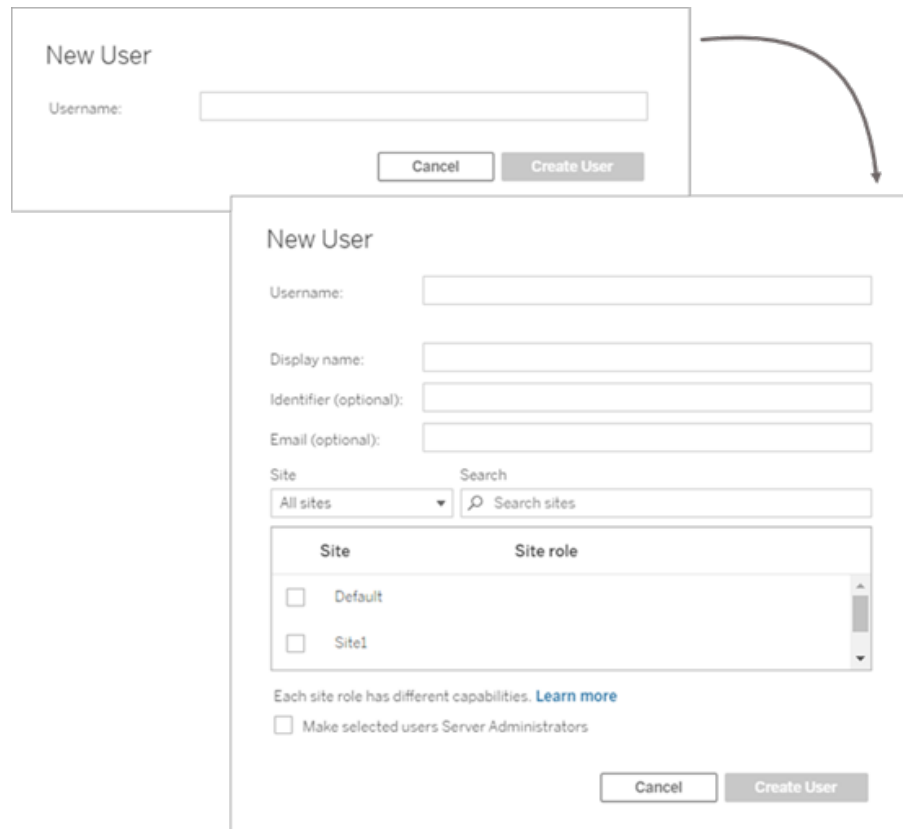 New User
Username:
Cancel Create User
New User
Username:
Display name:
Identifier (optional):
Email (optional):
Site Search
All sites Search sites
Site Site role
Default
Site1
Each site role has different capabilities. Learn more
Make selected users Server Administrators
Cancel Create User